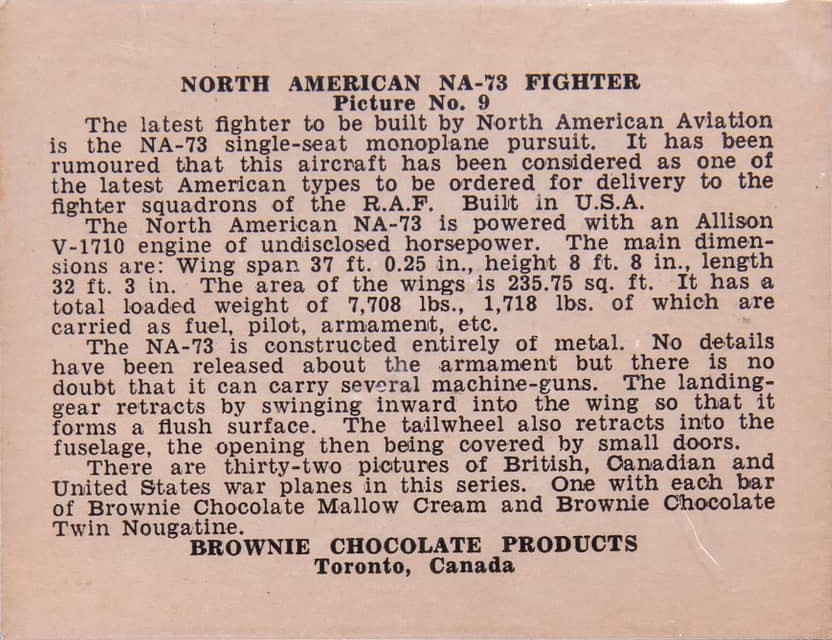 NORTH AMERICAN NA-73 FIGHTER
Picture No. 9
The latest fighter to be built by North American Aviation
is the NA-73 single-seat monoplane pursuit. It has been
rumoured that this aircraft has been considered as one of
the latest American types to be ordered for delivery to the
fighter squadrons of the R.A.F. Built in U.S.A.
The North American NA-73 is powered with an Allison
V-1710 engine of undisclosed horsepower. The main dimen-
sions are: Wing span 37 ft. 0.25 in., height 8 ft. 8 in., length
32 ft. 3 in. The area of the wings is 235.75 sq. ft. It has a
total loaded weight of 7,708 lbs., 1,718 lbs. of which are
carried as fuel, pilot, armament, etc.
The NA-73 is constructed entirely of metal. No details
have been released about the armament but there is no
doubt that it can carry several machine-guns. The landing-
gear retracts by swinging inward into the wing so that it
forms a flush surface. The tailwheel also retracts into the
fuselage, the opening then being covered by small doors.
There are thirty-two pictures of British, Canadian and
United States war planes in this series. One with each bar
of Brownie Chocolate Mallow Cream and Brownie Chocolate
Twin Nougatine.
BROWNIE CHOCOLATE PRODUCTS
Toronto, Canada